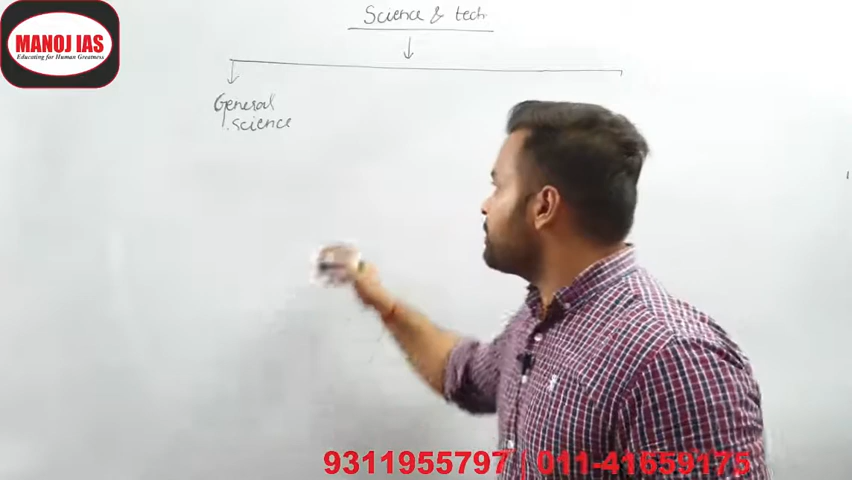 MANOJ IAS
Educating for Human Greatness
Science & tech
General
science
9311955797 | 011-41659175